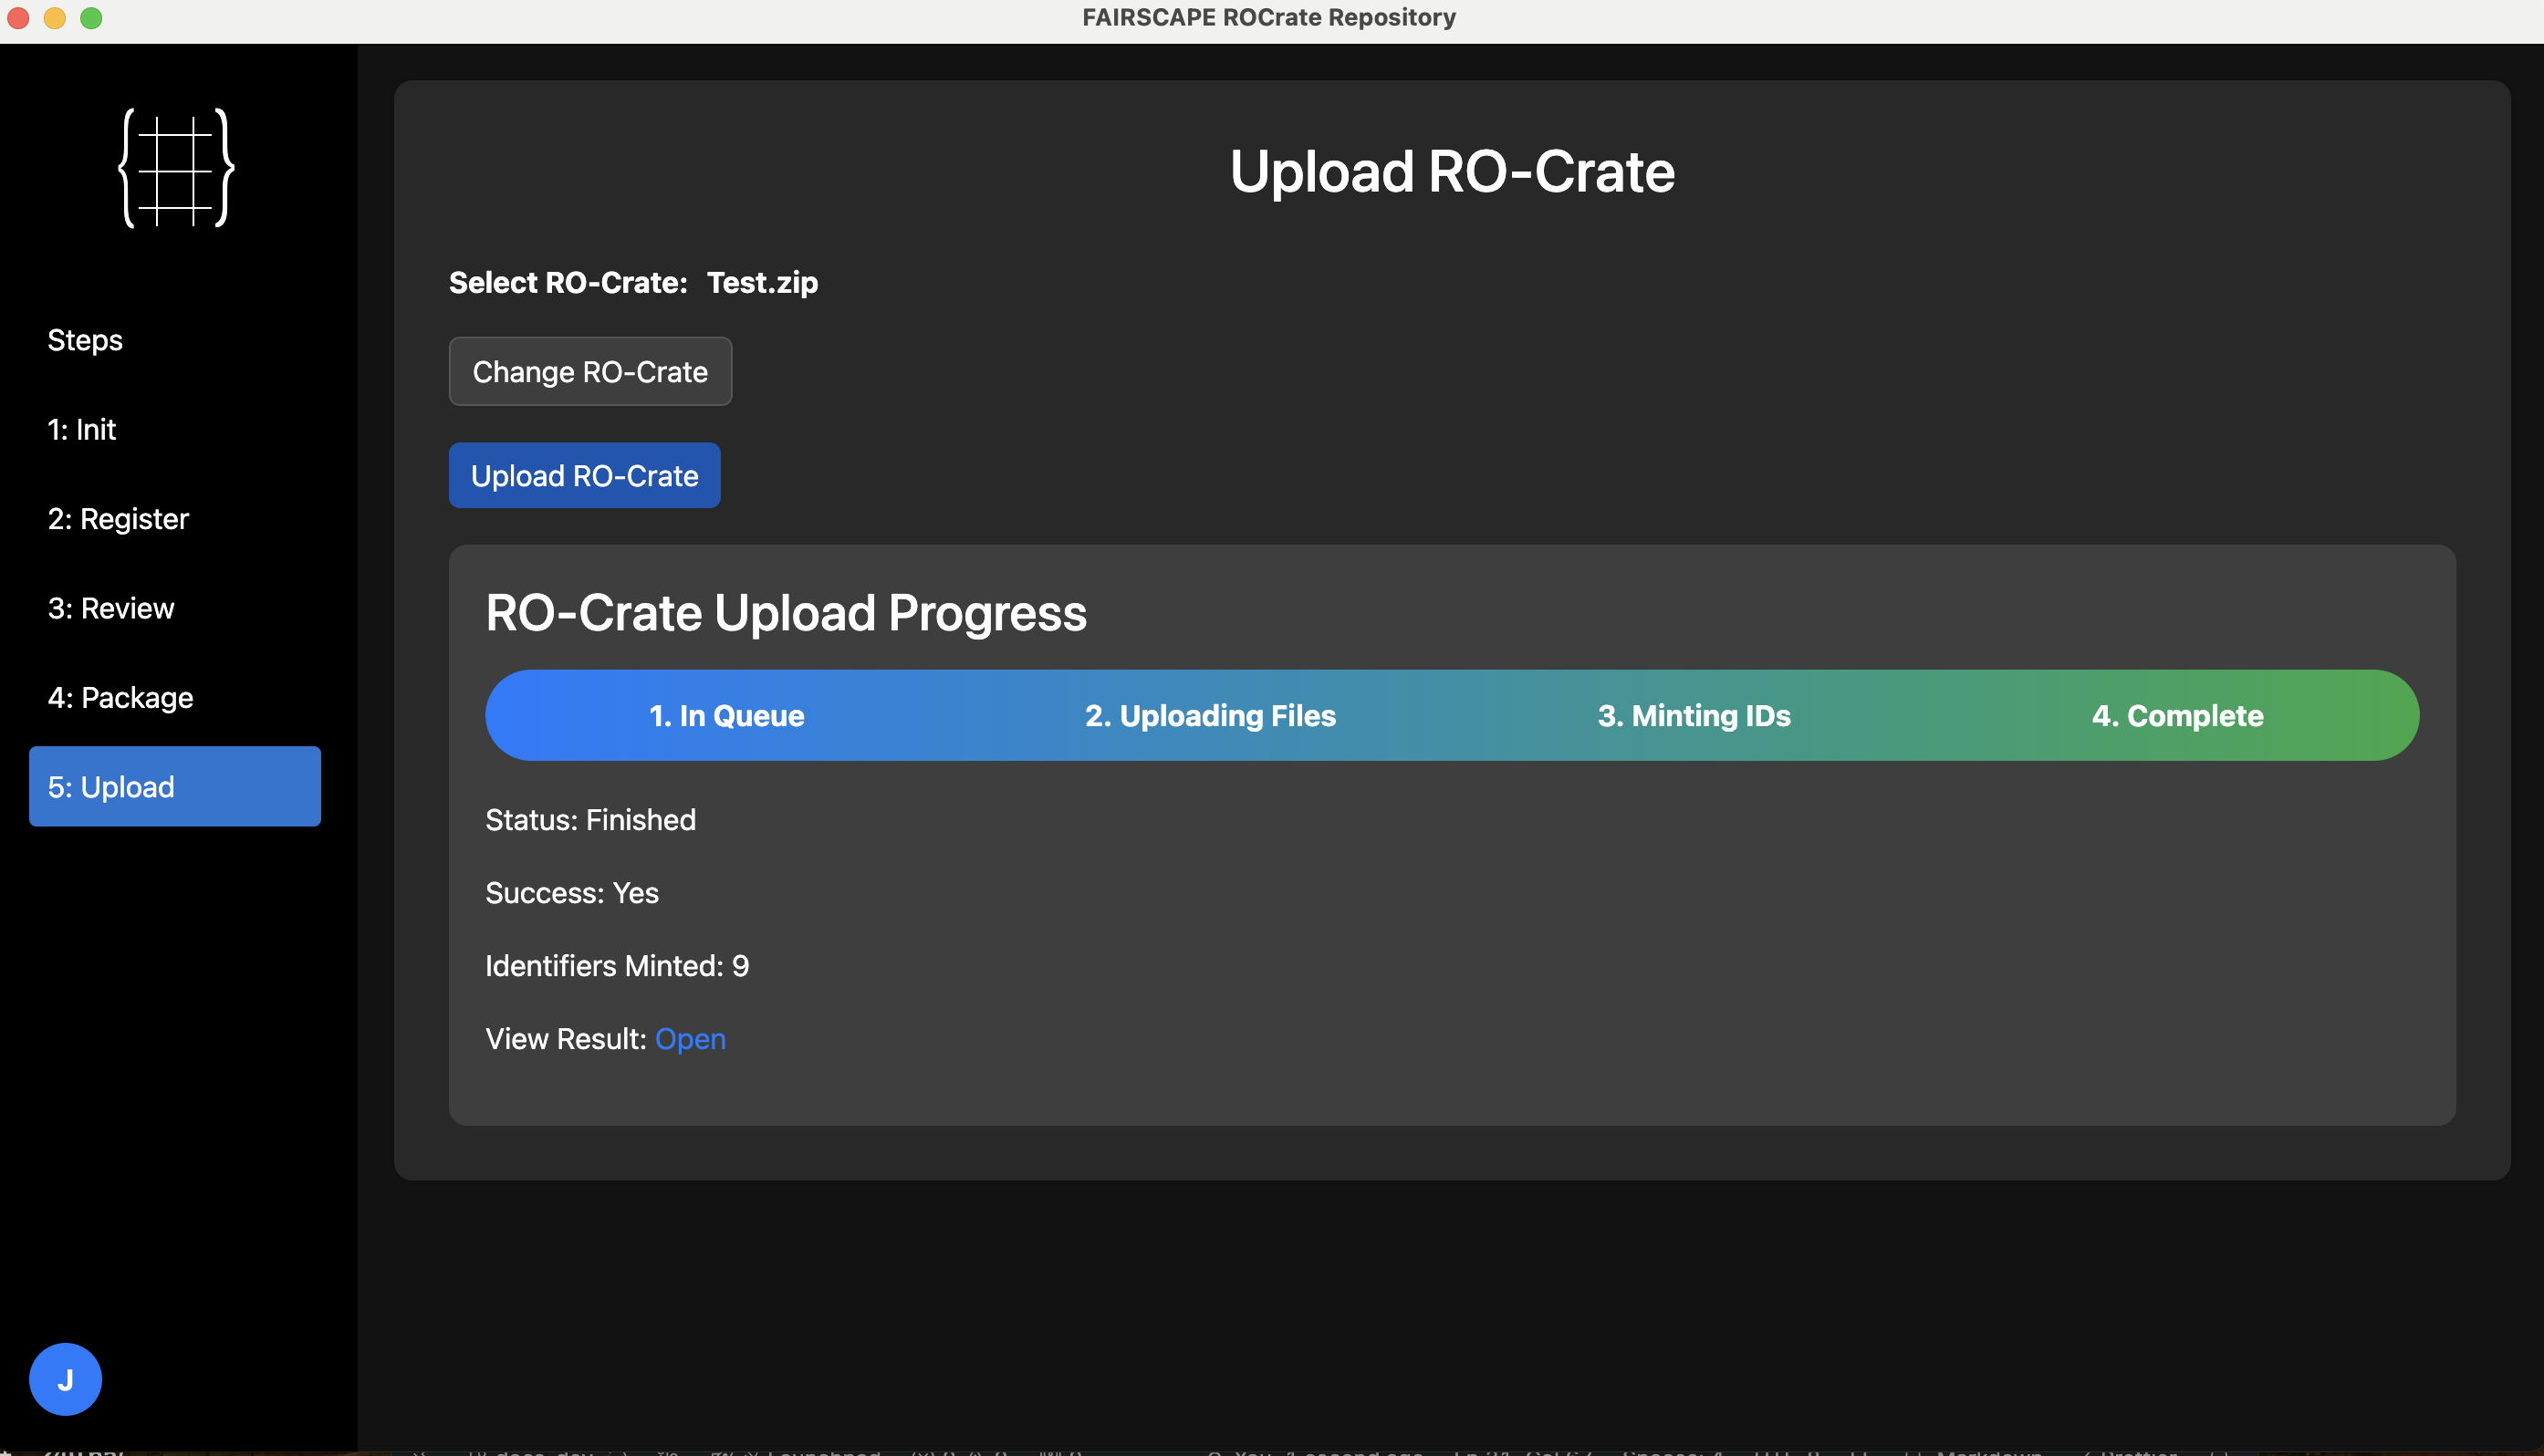 FAIRSCAPE ROCrate Repository
Steps
1: Init
2: Register
3: Review
4: Package
5: Upload
J
Upload RO-Crate
Select RO-Crate: Test.zip
Change RO-Crate
Upload RO-Crate
RO-Crate Upload Progress
1. In Queue 2. Uploading Files 3. Minting IDs 4. Complete
Status: Finished
Success: Yes
Identifiers Minted: 9
View Result: Open